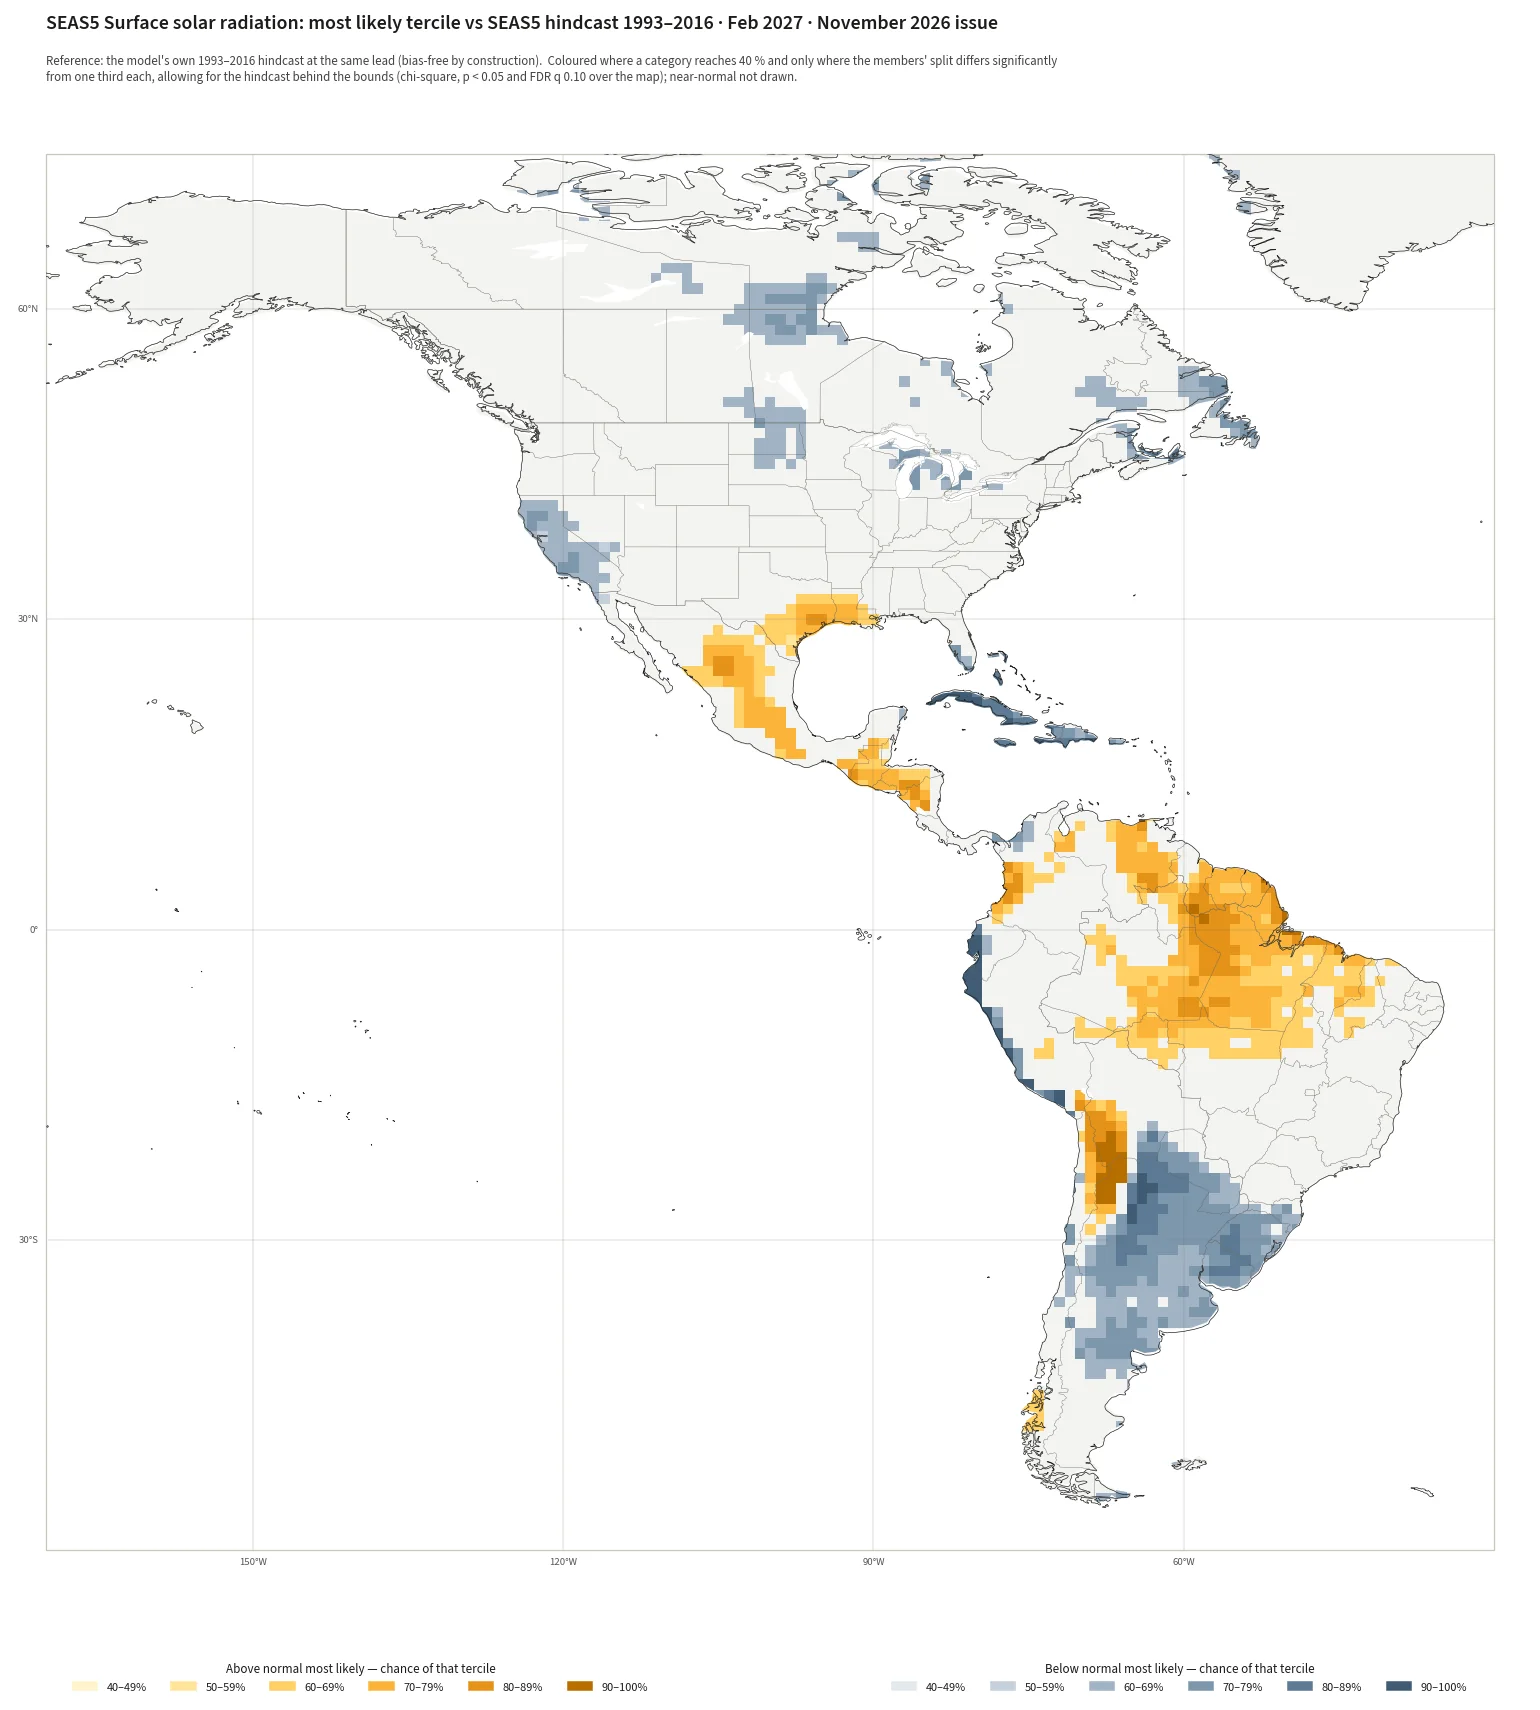 SEAS5 Surface solar radiation: most likely tercile vs SEAS5 hindcast 1993–2016 · Feb 2027 · November 2026 issue
Reference: the model's own 1993–2016 hindcast at the same lead (bias-free by construction).  Coloured where a category reaches 40 % and only where the members' split differs significantly
from one third each, allowing for the hindcast behind the bounds (chi-square, p < 0.05 and FDR q 0.10 over the map); near-normal not drawn.
60°N
30°N
0°
30°S
150°W
120°W
90°W
60°W
Above normal most likely — chance of that tercile
40–49%
50–59%
60–69%
70–79%
80–89%
90–100%
Below normal most likely — chance of that tercile
40–49%
50–59%
60–69%
70–79%
80–89%
90–100%